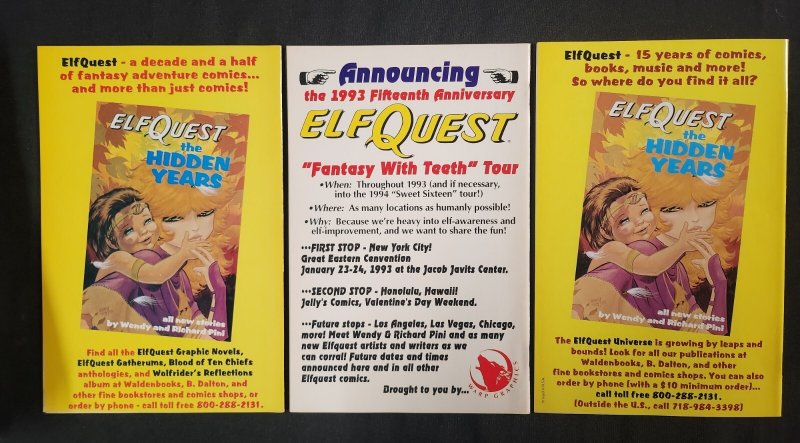 ElfQuest - a decade and a half
of fantasy adventure comics...
and more than just comics!
ELFQUEST
the
HIDDEN
YEARS
all new stories
by Wendy and Richard Pini
Find all the ElfQuest Graphic Novels,
ElfQuest Gatherums, Blood of Ten Chiefs
anthologies, and Wolfrider's Reflections
album at Waldenbooks, B. Dalton, and
other fine bookstores and comics shops, or
order by phone - call toll free 800-288-2131.
Announcing
the 1993 Fifteenth Anniversary
ELFQUEST
"Fantasy With Teeth" Tour
•When: Throughout 1993 (and if necessary,
into the 1994 "Sweet Sixteen" tour!)
•Where: As many locations as humanly possible!
•Why: Because we're heavy into elf-awareness and
elf-improvement, and we want to share the fun!
...FIRST STOP - New York City!
Great Eastern Convention
January 23-24, 1993 at the Jacob Javits Center.
...SECOND STOP - Honolulu, Hawaii!
Jelly's Comics, Valentine's Day Weekend.
...Future stops - Los Angeles, Las Vegas, Chicago,
more! Meet Wendy & Richard Pini and as many
new Elfquest artists and writers as we
can corral! Future dates and times
announced here and in all other
Elfquest comics.
Drought to you by...
WARP GRAPHICS
ElfQuest - 15 years of comics,
books, music and more!
So where do you find it all?
ELFQUEST
the
HIDDEN
YEARS
all new stories
by Wendy and Richard Pini
The ElfQuest Universe is growing by leaps and
bounds! Look for all our publications at
Waldenbooks, B. Dalton, and other
fine bookstores and comics shops. You can also
order by phone (with a $10 minimum order)...
call toll free 800-288-2131.
(Outside the U.S., call 718-984-3398)